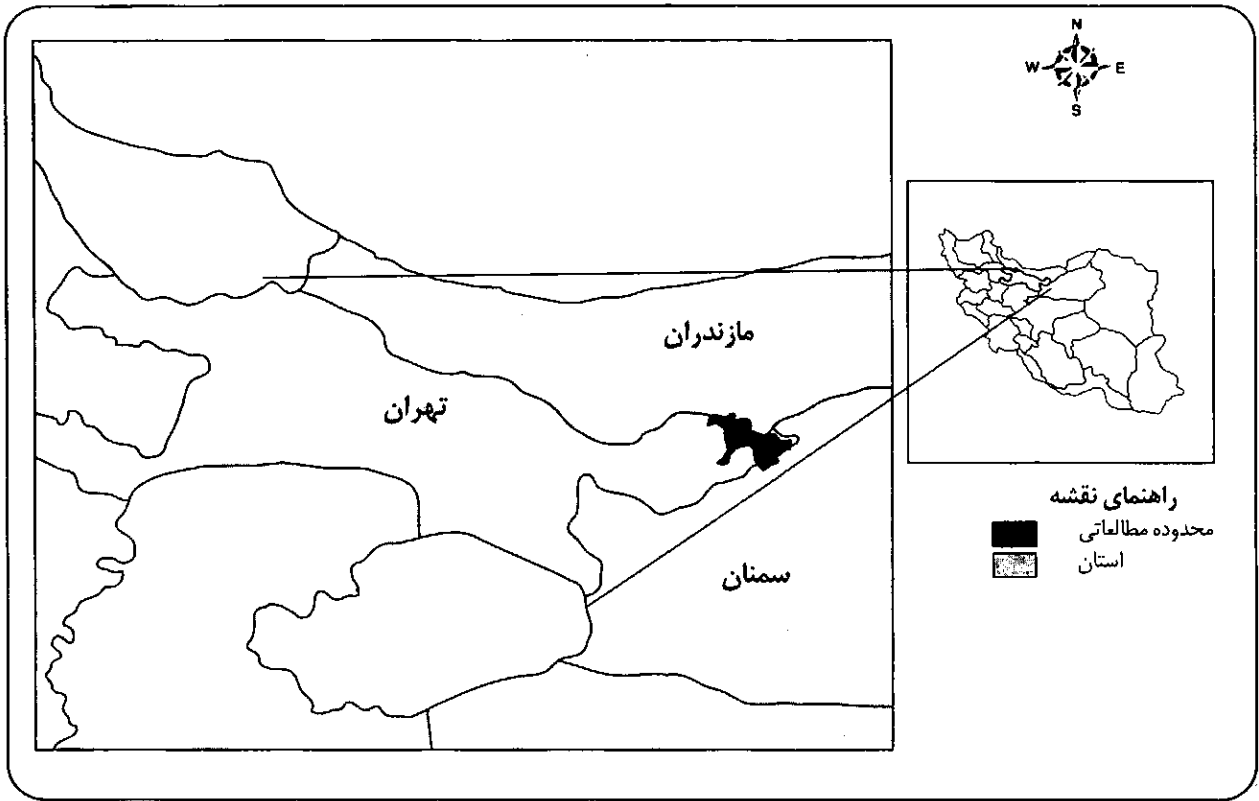 N
W E
S
مازندران
تهران
سمنان
راهنمای نقشه
محدوده مطالعاتی
استان